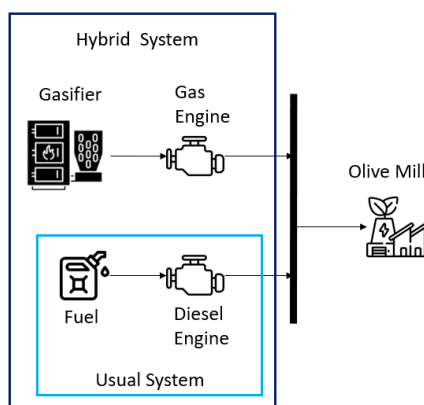 Hybrid System
Gasifier
Gas
Engine
Olive Mill
Fuel
Diesel
Engine
Usual System